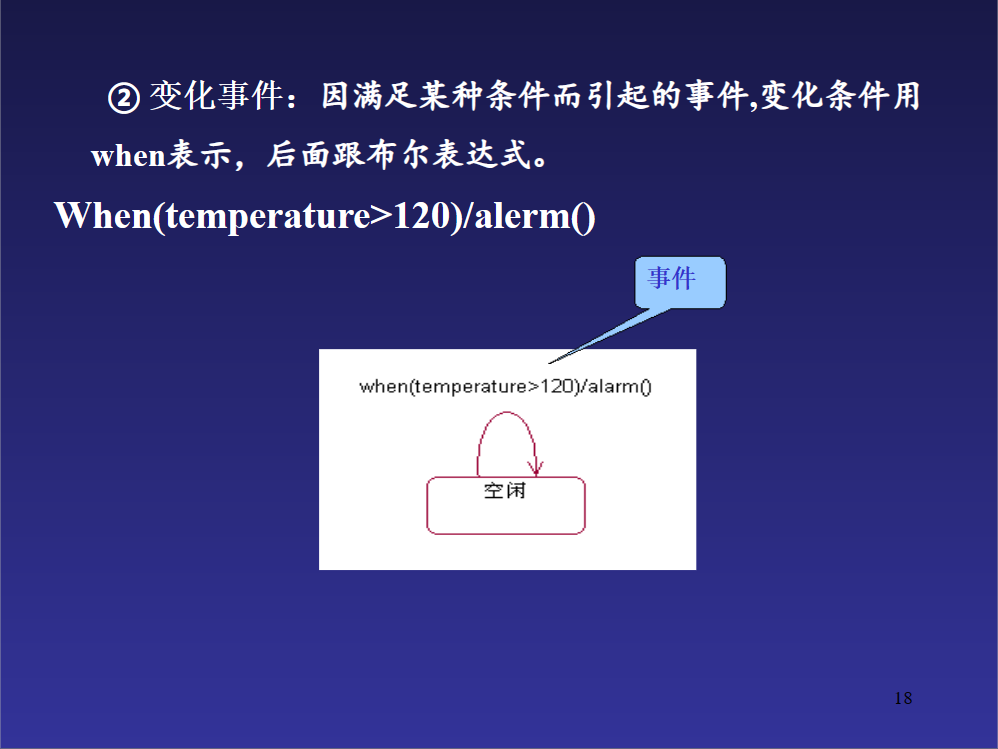 ② 变化事件：因满足某种条件而引起的事件,变化条件用
when表示，后面跟布尔表达式。
When(temperature>120)/alerm()
事件
when(temperature>120)/alarm()
空闲
18